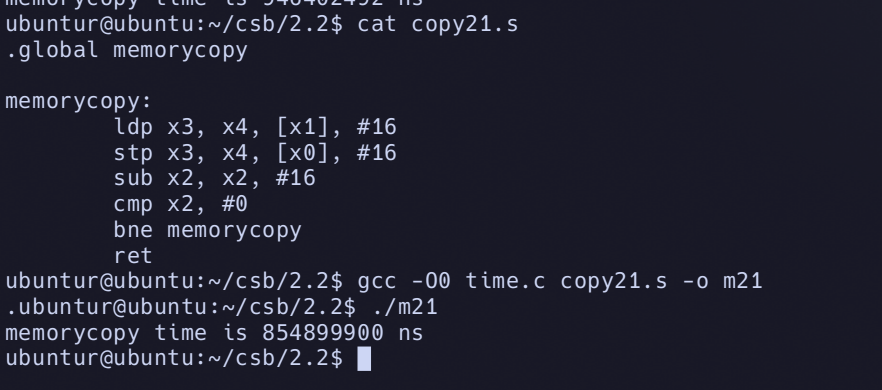 memorycopy time is 948402492 ns
ubuntur@ubuntu:~/csb/2.2$ cat copy21.s
.global memorycopy
memorycopy:
ldp x3, x4, [x1], #16
stp x3, x4, [x0], #16
sub x2, x2, #16
cmp x2, #0
bne memorycopy
ret
ubuntur@ubuntu:~/csb/2.2$ gcc -O0 time.c copy21.s -o m21
.ubuntur@ubuntu:~/csb/2.2$ ./m21
memorycopy time is 854899900 ns
ubuntur@ubuntu:~/csb/2.2$